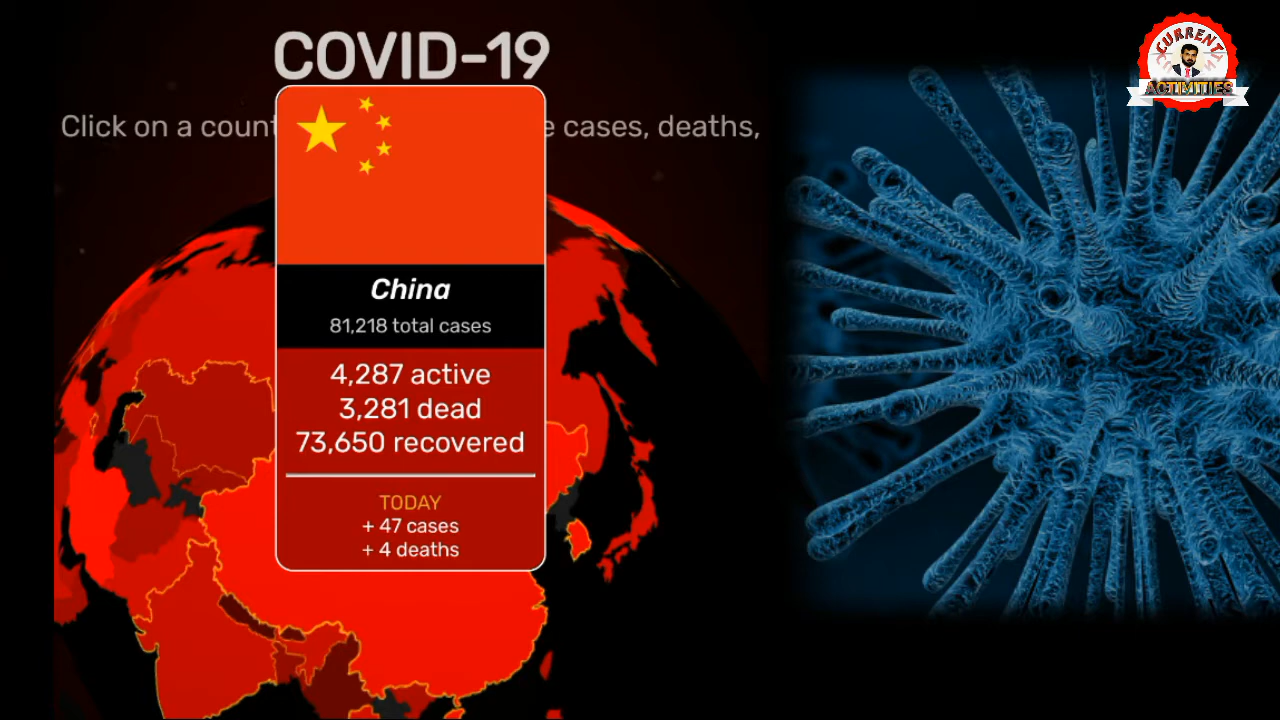 COVID-19
Click on a count
e cases, deaths,
China
81,218 total cases
4,287 active
3,281 dead
73,650 recovered
TODAY
+ 47 cases
+ 4 deaths
CURRENT
ACTIVITIES